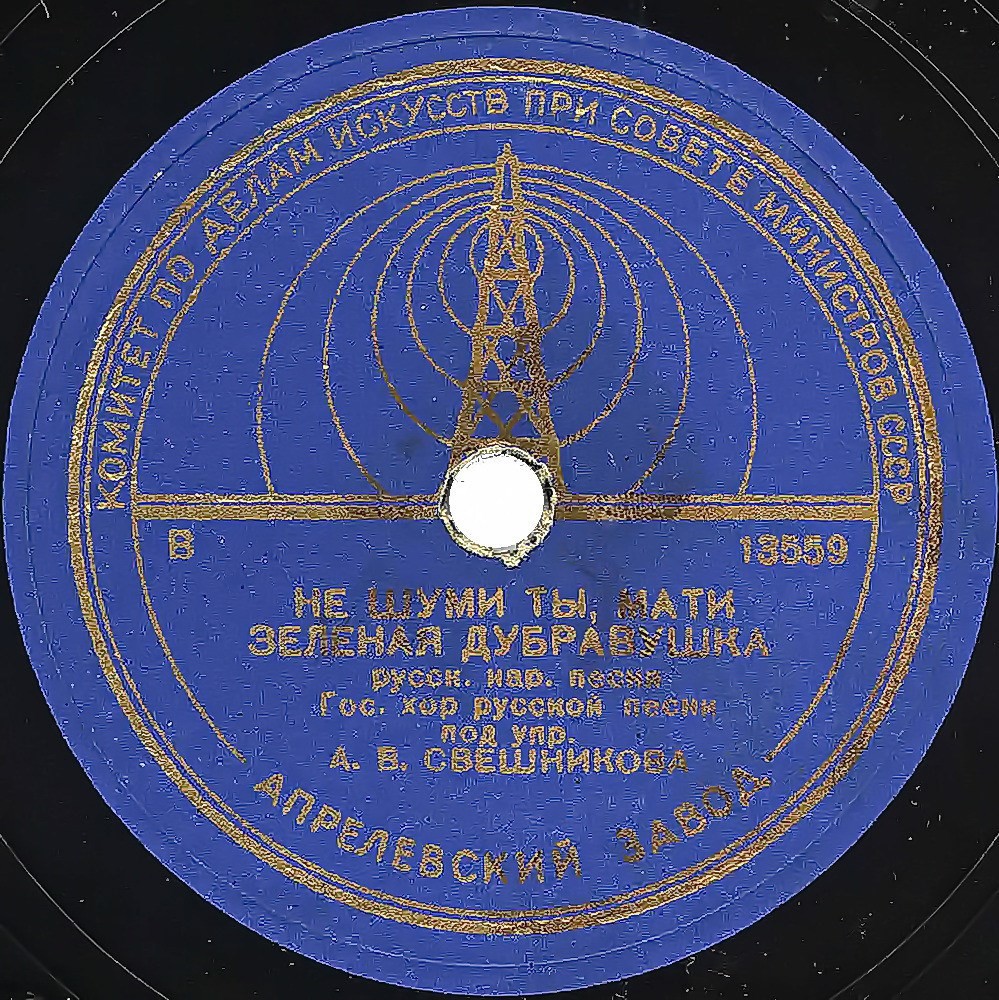 КОМИТЕТ ПО ДЕЛАМ ИСКУССТВ ПРИ СОВЕТЕ МИНИСТРОВ СССР
В 13559
НЕ ШУМИ ТЫ, МАТИ
ЗЕЛЕНАЯ ДУБРАВУШКА
русск. нар. песня
Гос. хор русской песни
под упр.
А. В. СВЕШНИКОВА
АПРЕЛЕВСКИЙ ЗАВОД